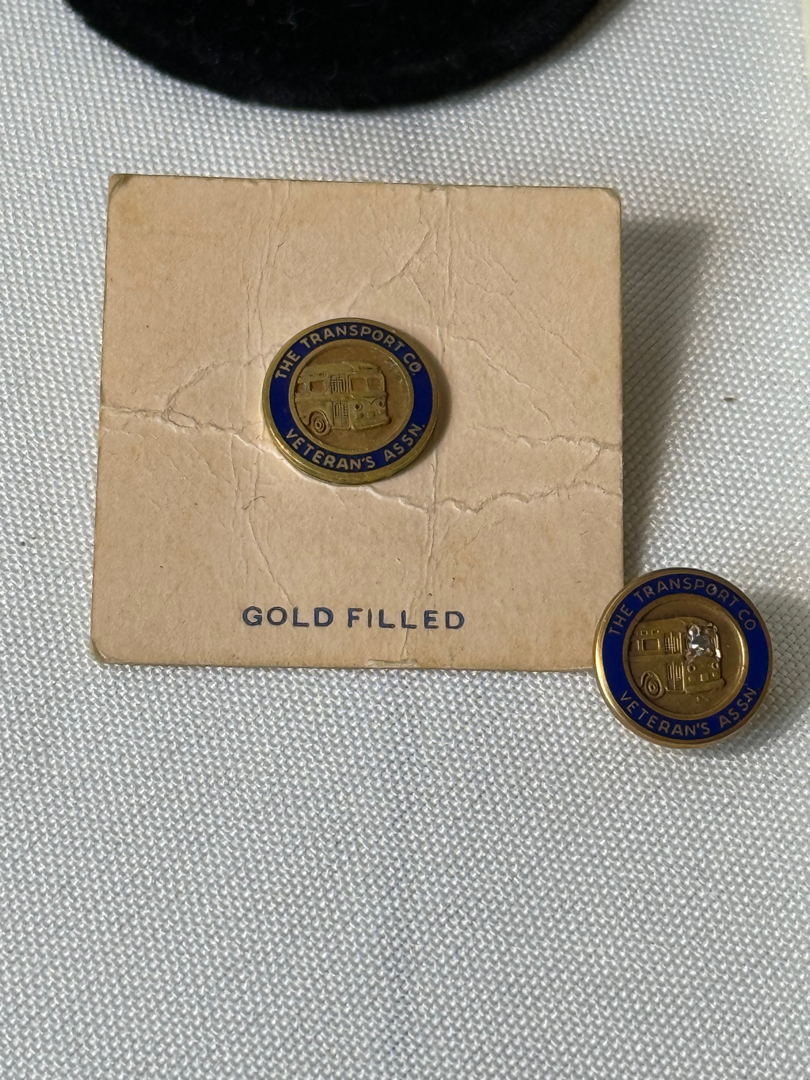 THE TRANSPORT CO
VETERAN'S ASSN.
GOLD FILLED
THE TRANSPORT CO
VETERAN'S ASSN.